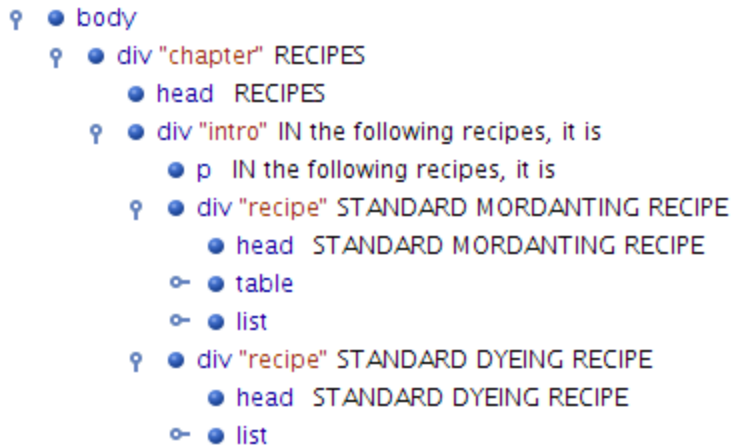 body
div "chapter" RECIPES
head RECIPES
div "intro" IN the following recipes, it is
p IN the following recipes, it is
div "recipe" STANDARD MORDANTING RECIPE
head STANDARD MORDANTING RECIPE
table
list
div "recipe" STANDARD DYEING RECIPE
head STANDARD DYEING RECIPE
list